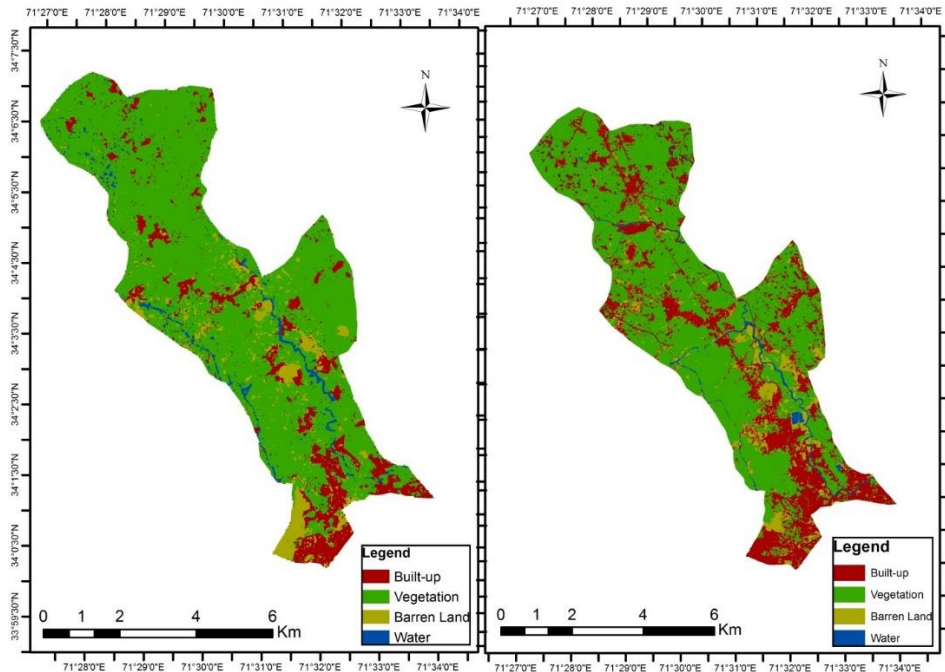 71°27'0"E 71°28'0"E 71°29'0"E 71°30'0"E 71°31'0"E 71°32'0"E 71°33'0"E 71°34'0"E
71°27'0"E 71°28'0"E 71°29'0"E 71°30'0"E 71°31'0"E 71°32'0"E 71°33'0"E 71°34'0"E
34°7'30"N
34°6'30"N
34°5'30"N
34°4'30"N
34°3'30"N
34°2'30"N
34°1'30"N
34°0'30"N
33°59'30"N
N
Legend
Built-up
Vegetation
Barren Land
Water
0 1 2 4 6
Km
71°28'0"E 71°29'0"E 71°30'0"E 71°31'0"E 71°32'0"E 71°33'0"E 71°34'0"E
N
Legend
Built-up
Vegetation
Barren Land
Water
0 1 2 4 6
Km
71°27'0"E 71°28'0"E 71°29'0"E 71°30'0"E 71°31'0"E 71°32'0"E 71°33'0"E 71°34'0"E